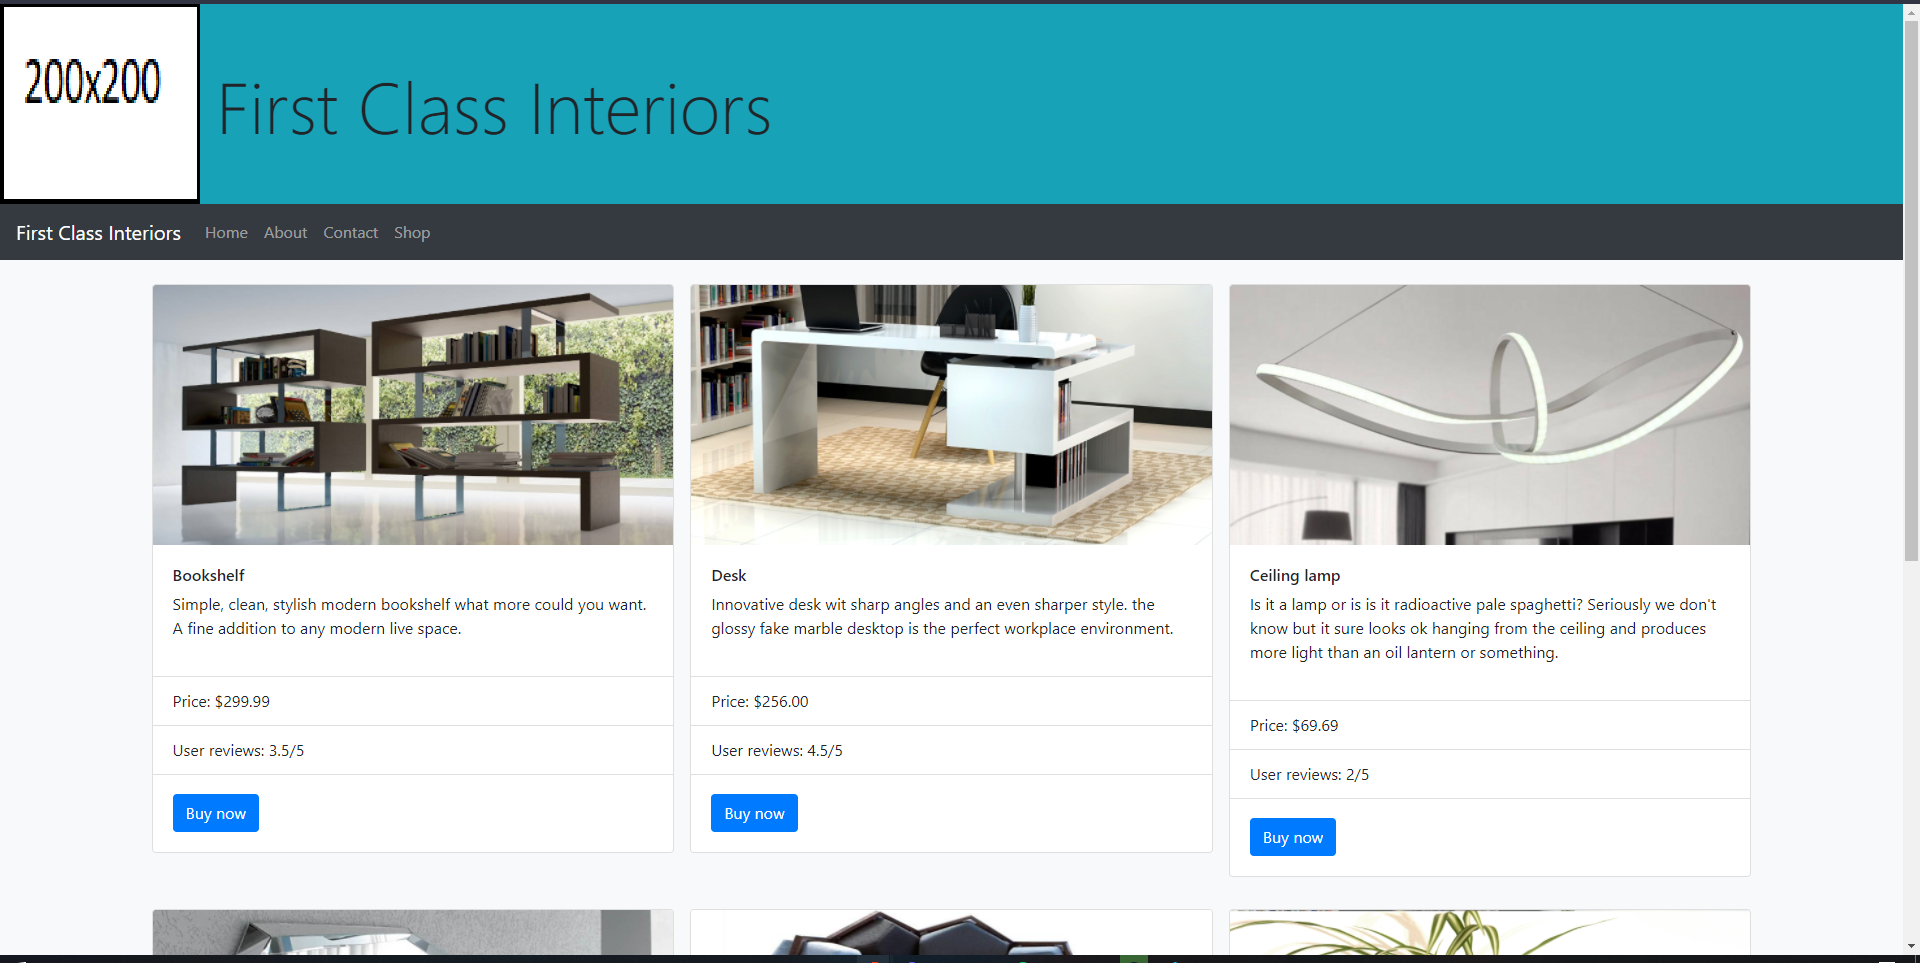 200x200
First Class Interiors
First Class Interiors Home About Contact Shop
Bookshelf
Simple, clean, stylish modern bookshelf what more could you want.
A fine addition to any modern live space.
Price: $299.99
User reviews: 3.5/5
Buy now
Desk
Innovative desk wit sharp angles and an even sharper style. the
glossy fake marble desktop is the perfect workplace environment.
Price: $256.00
User reviews: 4.5/5
Buy now
Ceiling lamp
Is it a lamp or is is it radioactive pale spaghetti? Seriously we don't
know but it sure looks ok hanging from the ceiling and produces
more light than an oil lantern or something.
Price: $69.69
User reviews: 2/5
Buy now